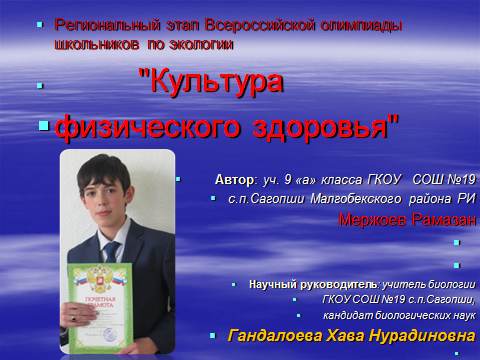 Региональный этап Всероссийской олимпиады
школьников по экологии
"Культура
физического здоровья"
Автор: уч. 9 «а» класса ГКОУ СОШ №19
с.п.Сагопши Малгобекского района РИ
Мержоев Рамазан
Научный руководитель: учитель биологии
ГКОУ СОШ №19 с.п.Сагопши,
кандидат биологических наук
Гандалоева Хава Нурадиновна
ПОЧЕТНАЯ
ГРАМОТА